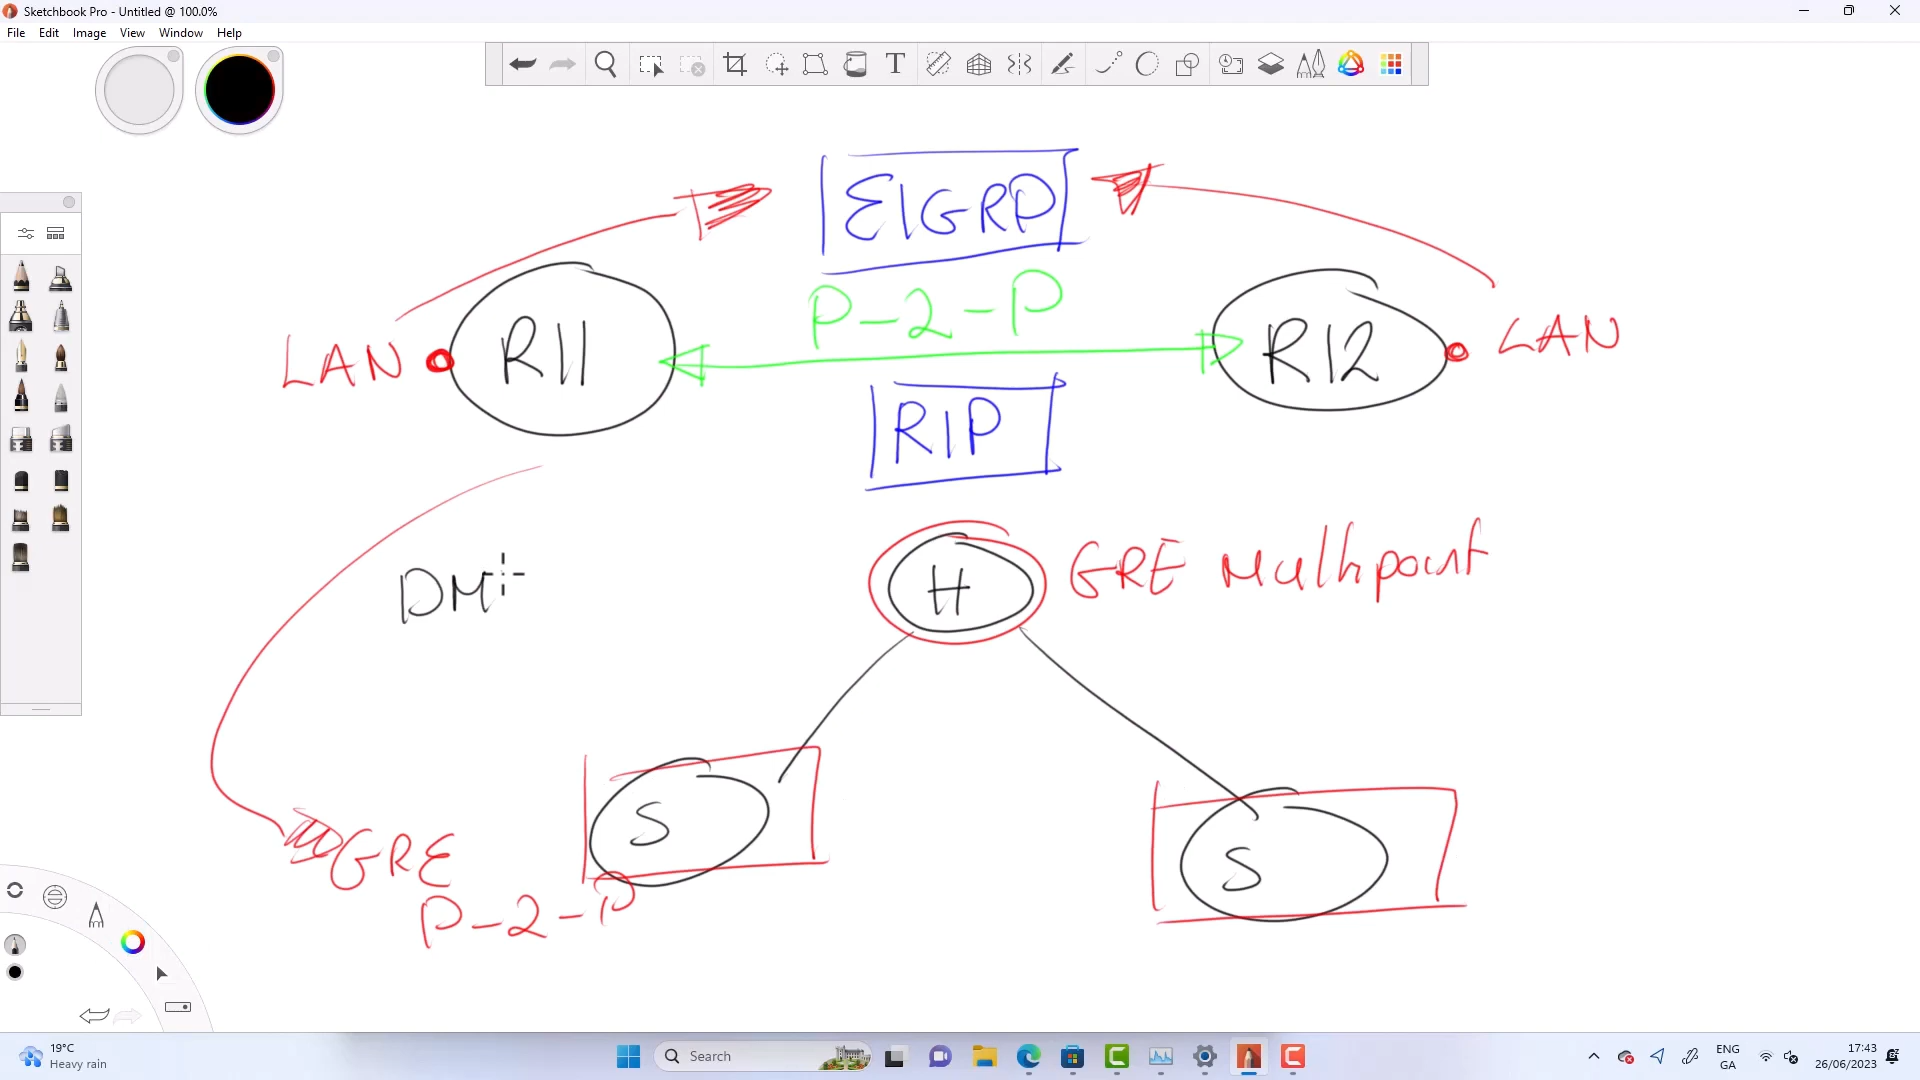 Sketchbook Pro - Untitled @ 100.0%
File Edit Image View Window Help
EIGRP
P-2-P
LAN R11 R12 LAN
RIP
DM
H GRE Multipoint
S
S
GRE
P-2-P
19°C
Heavy rain
Search
ENG
GA
17:43
26/06/2023